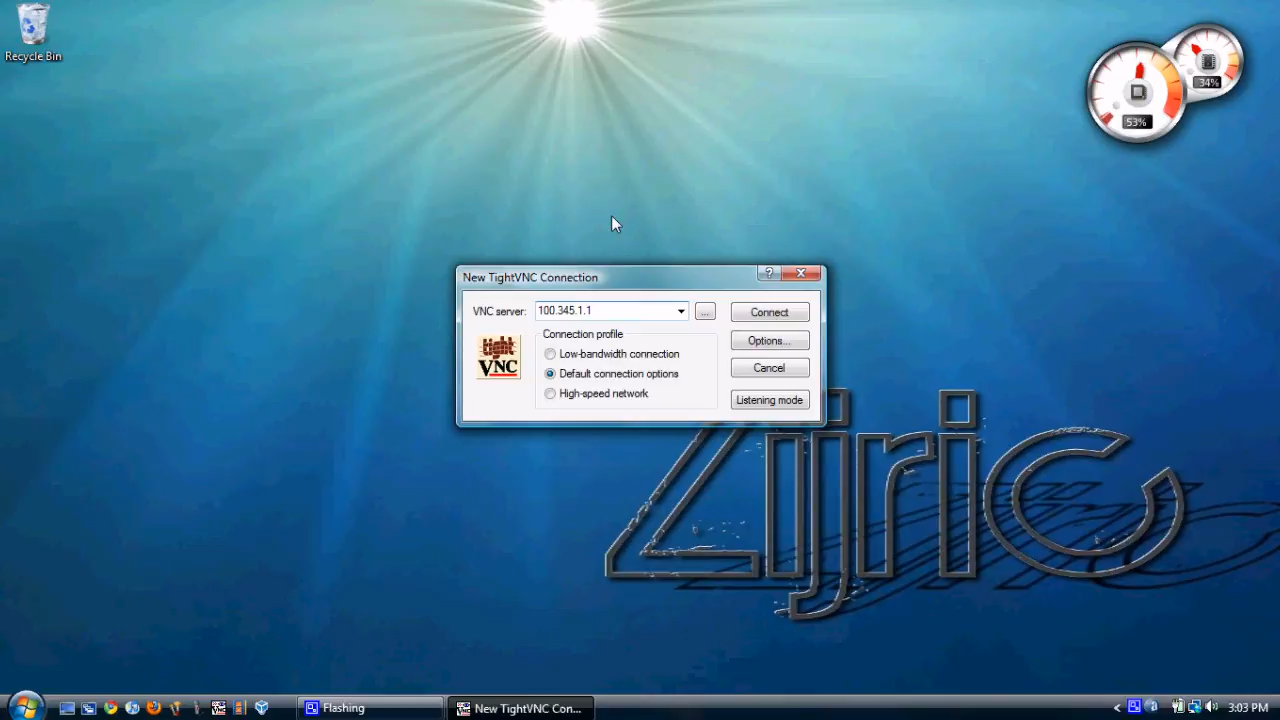 Recycle Bin
34%
53%
New TightVNC Connection
?
VNC server: 100.345.1.1 ... Connect
Connection profile
Low-bandwidth connection
Default connection options
High-speed network
Options...
Cancel
Listening mode
tight
VNC
Zijric
Flashing
New TightVNC Con...
3:03 PM